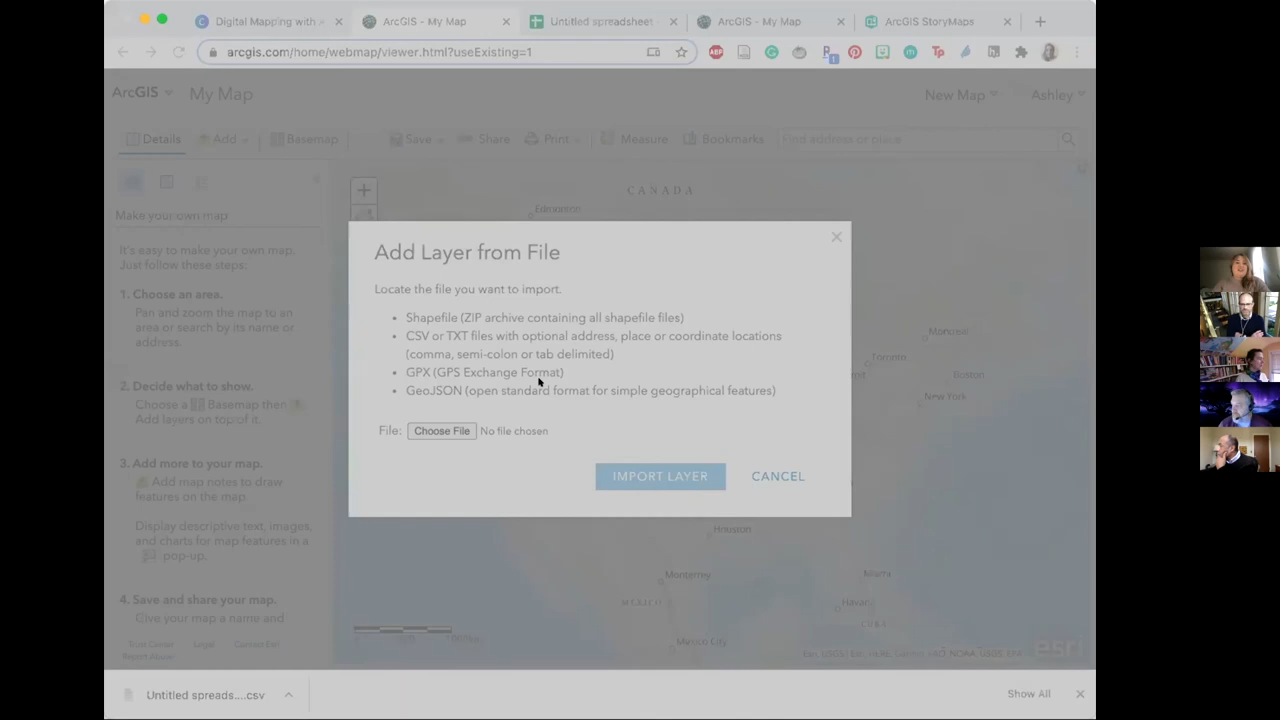 Digital Mapping with
ArcGIS - My Map
Untitled spreadsheet
ArcGIS - My Map
ArcGIS StoryMaps
arcgis.com/home/webmap/viewer.html?useExisting=1
ArcGIS
My Map
New Map
Ashley
Details
Add
Basemap
Save
Share
Print
Measure
Bookmarks
Find address or place
Make your own map
It's easy to make your own map.
Just follow these steps:
1. Choose an area.
Pan and zoom the map to
an area or search by its name or
address.
2. Decide what to show.
Choose a Basemap then
Add layers on top of it.
3. Add more to your map.
Add map notes to draw
features on the map.
Display descriptive text, images,
and charts for map features in a
pop-up.
4. Save and share your map.
Give your map a name and
Trust Center
Legal
Contact Esri
Report Abuse
CANADA
Edmonton
Add Layer from File
Locate the file you want to import.
• Shapefile (ZIP archive containing all shapefile files)
• CSV or TXT files with optional address, place or coordinate locations
(comma, semi-colon or tab delimited)
• GPX (GPS Exchange Format)
• GeoJSON (open standard format for simple geographical features)
File:
Choose File
No file chosen
IMPORT LAYER
CANCEL
Montreal
Toronto
Boston
New York
Houston
Monterrey
Miami
MEXICO
Havana
CUBA
Mexico City
esri
Untitled spreads....csv
Show All